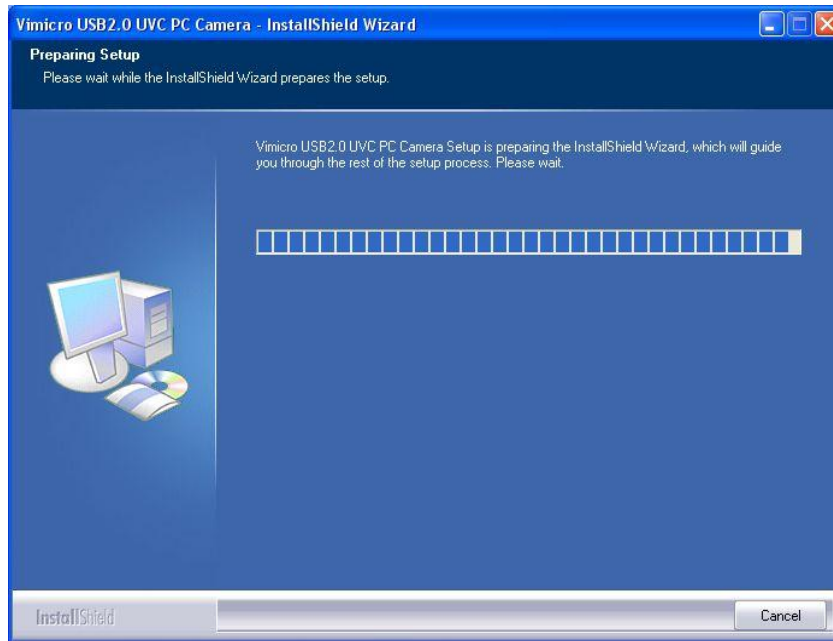 Vimicro USB2.0 UVC PC Camera - InstallShield Wizard
Preparing Setup
Please wait while the InstallShield Wizard prepares the setup.
Vimicro USB2.0 UVC PC Camera Setup is preparing the InstallShield Wizard, which will guide
you through the rest of the setup process. Please wait.
InstallShield
Cancel